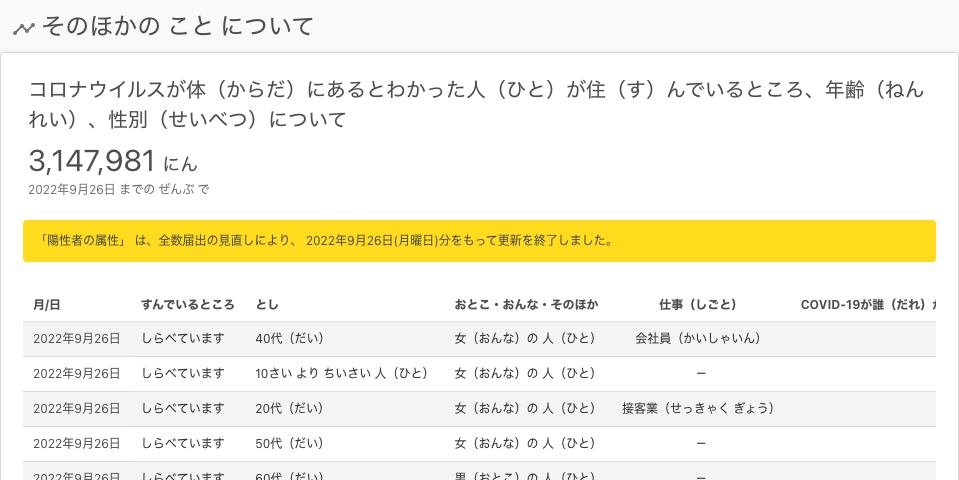 そのほかの こと について
コロナウイルスが体（からだ）にあるとわかった人（ひと）が住（す）んでいるところ、年齢（ねん
れい）、性別（せいべつ）について
3,147,981 にん
2022年9月26日 までの ぜんぶ で
「陽性者の属性」 は、全数届出の見直しにより、 2022年9月26日(月曜日)分をもって更新を終了しました。
月/日 すんでいるところ とし おとこ・おんな・そのほか 仕事（しごと） COVID-19が誰（だれ）か
2022年9月26日 しらべています 40代（だい） 女（おんな）の 人（ひと） 会社員（かいしゃいん）
2022年9月26日 しらべています 10さい より ちいさい 人（ひと） 女（おんな）の 人（ひと） ー
2022年9月26日 しらべています 20代（だい） 女（おんな）の 人（ひと） 接客業（せっきゃく ぎょう）
2022年9月26日 しらべています 50代（だい） 女（おんな）の 人（ひと） ー
2022年9月26日 しらべています 60代（だい） 男（おとこ）の 人（ひと） ー